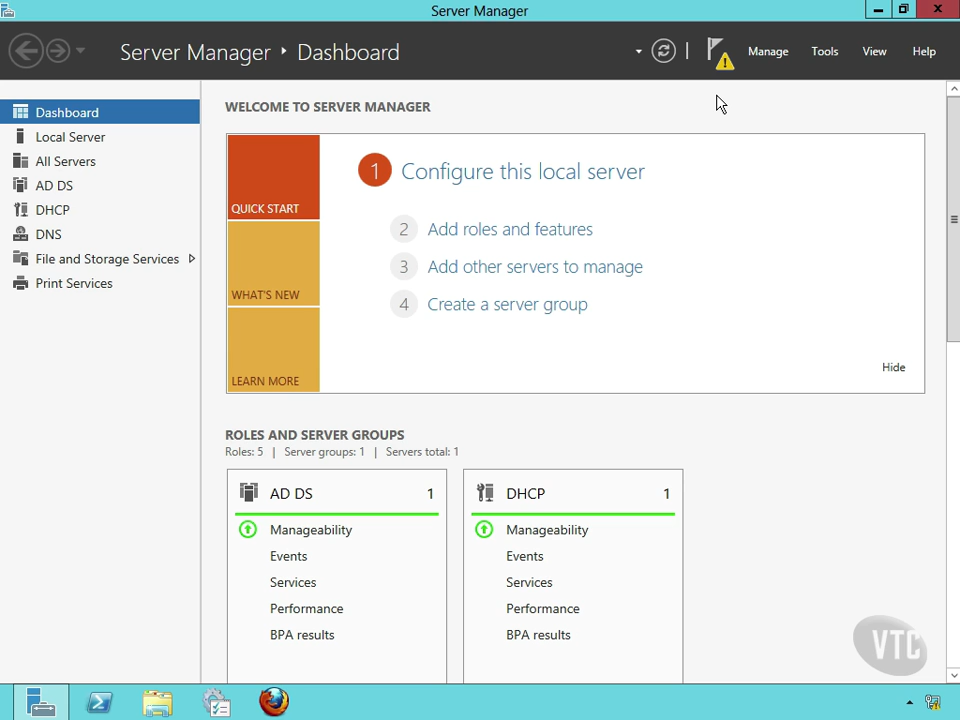 Server Manager
Server Manager ‣ Dashboard
Manage Tools View Help
Dashboard
Local Server
All Servers
AD DS
DHCP
DNS
File and Storage Services
Print Services
WELCOME TO SERVER MANAGER
QUICK START
WHAT'S NEW
LEARN MORE
1 Configure this local server
2 Add roles and features
3 Add other servers to manage
4 Create a server group
Hide
ROLES AND SERVER GROUPS
Roles: 5 | Server groups: 1 | Servers total: 1
AD DS 1
Manageability
Events
Services
Performance
BPA results
DHCP 1
Manageability
Events
Services
Performance
BPA results
VTC